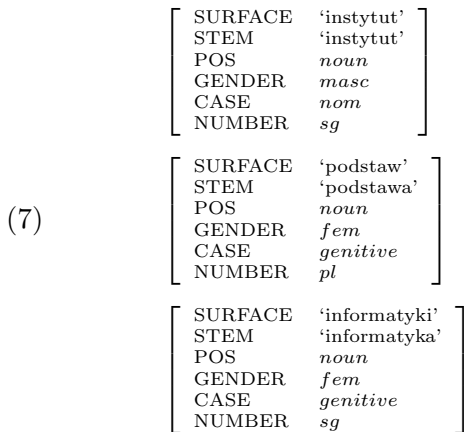 SURFACE ‘instytut’
STEM ‘instytut’
POS noun
GENDER masc
CASE nom
NUMBER sg
(7)
SURFACE ‘podstaw’
STEM ‘podstawa’
POS noun
GENDER fem
CASE genitive
NUMBER pl
SURFACE ‘informatyki’
STEM ‘informatyka’
POS noun
GENDER fem
CASE genitive
NUMBER sg